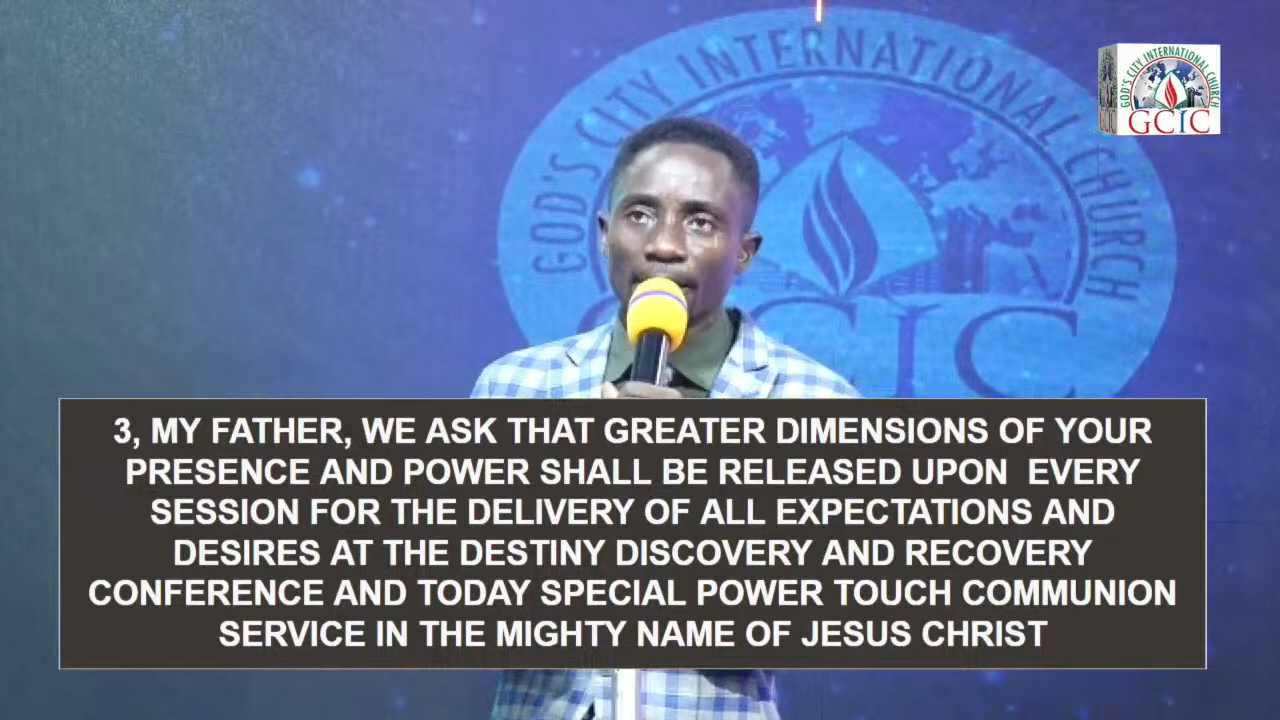 GOD'S CITY INTERNATIONAL CHURCH
GCIC
GOD'S CITY INTERNATIONAL CHURCH
GCIC
3, MY FATHER, WE ASK THAT GREATER DIMENSIONS OF YOUR
PRESENCE AND POWER SHALL BE RELEASED UPON EVERY
SESSION FOR THE DELIVERY OF ALL EXPECTATIONS AND
DESIRES AT THE DESTINY DISCOVERY AND RECOVERY
CONFERENCE AND TODAY SPECIAL POWER TOUCH COMMUNION
SERVICE IN THE MIGHTY NAME OF JESUS CHRIST